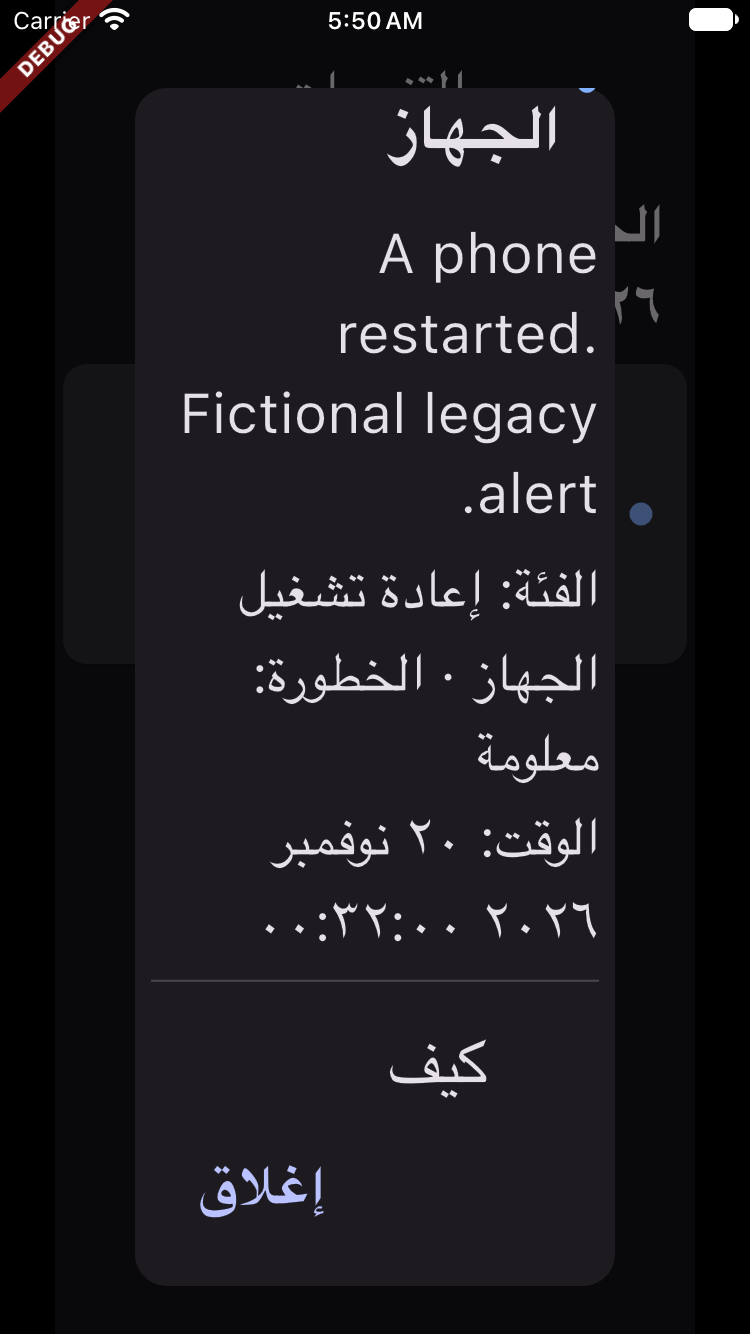 Carrier 5:50 AM
DEBUG
الجهاز
A phone
restarted.
Fictional legacy
alert.
الفئة: إعادة تشغيل
الجهاز · الخطورة:
معلومة
الوقت: ٢٠ نوفمبر
٢٠٢٦ ٠٠:٣٢:٠٠
كيف
إغلاق